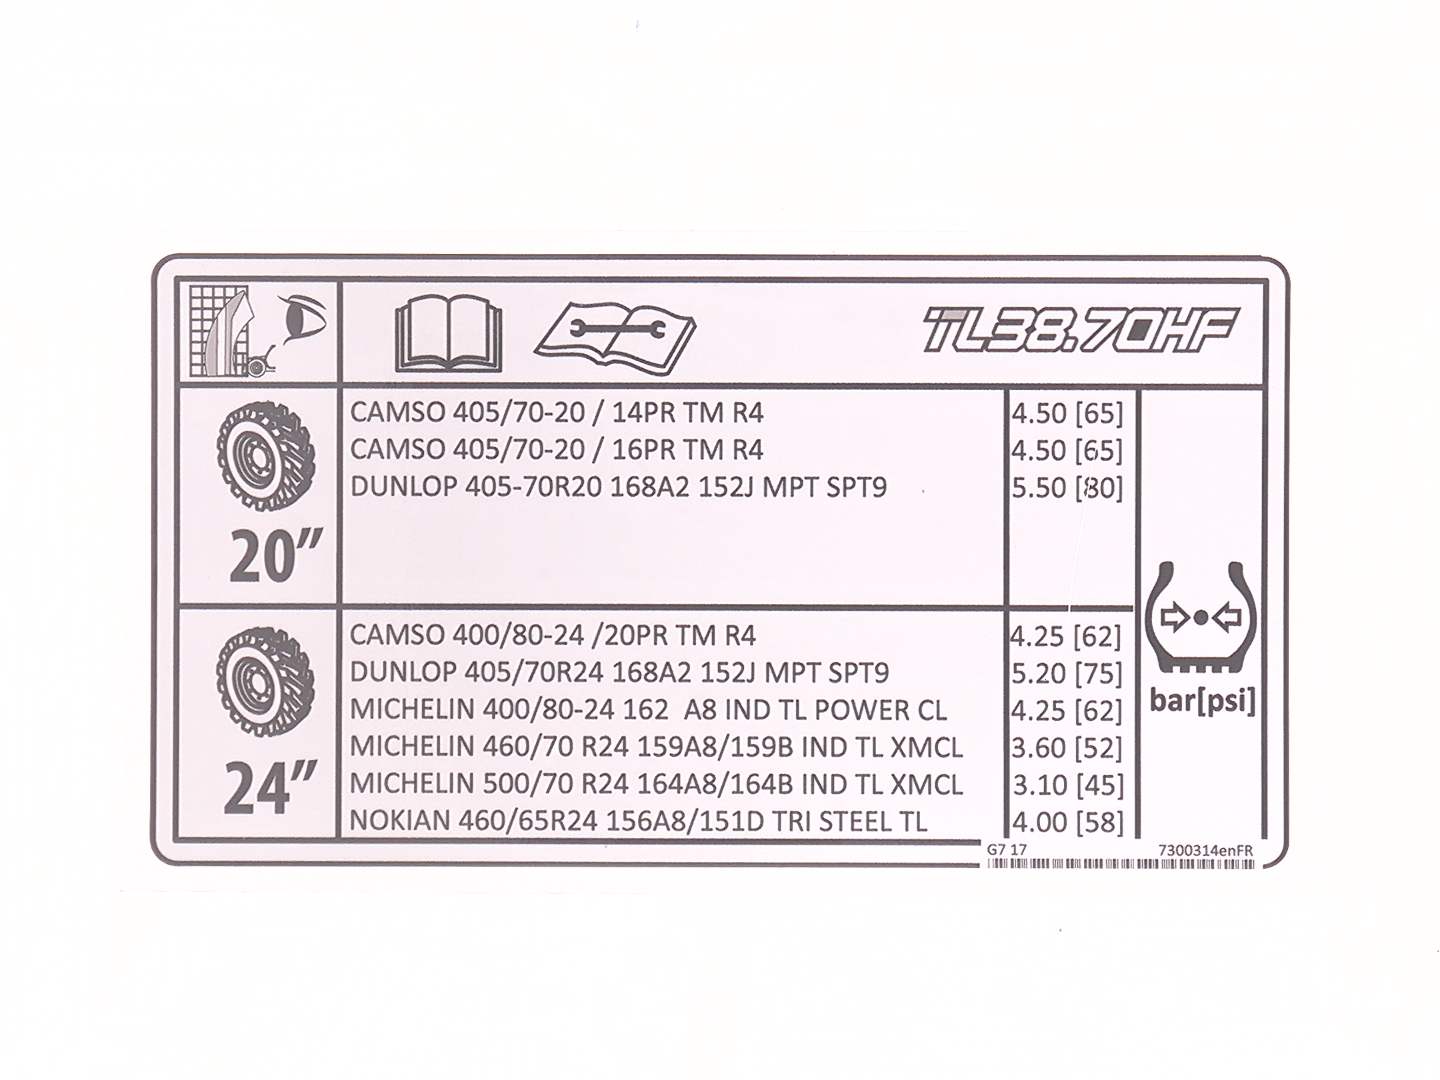 TL38.70HF
CAMSO 405/70-20 / 14PR TM R4 4.50 [65]
CAMSO 405/70-20 / 16PR TM R4 4.50 [65]
DUNLOP 405-70R20 168A2 152J MPT SPT9 5.50 [80]
20”
CAMSO 400/80-24 /20PR TM R4 4.25 [62]
DUNLOP 405/70R24 168A2 152J MPT SPT9 5.20 [75]
MICHELIN 400/80-24 162 A8 IND TL POWER CL 4.25 [62]
MICHELIN 460/70 R24 159A8/159B IND TL XMCL 3.60 [52]
MICHELIN 500/70 R24 164A8/164B IND TL XMCL 3.10 [45]
NOKIAN 460/65R24 156A8/151D TRI STEEL TL 4.00 [58]
24”
bar[psi]
G7 17 7300314enFR